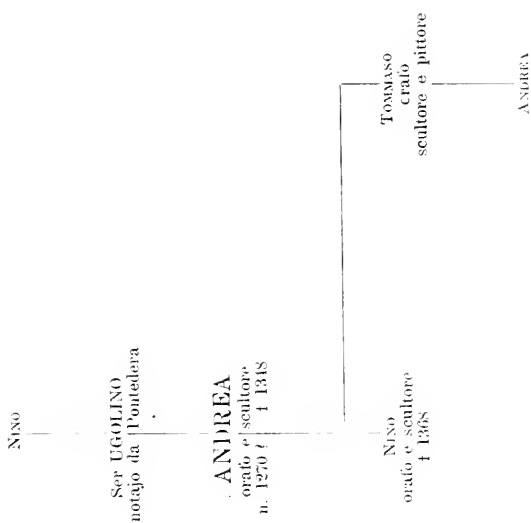 NINO
Ser UGOLINO
notajo da Pontedera
ANDREA
orafo e scultore
n. 1270 ? † 1348
NINO
orafo e scultore
† 1368
TOMMASO
orafo
scultore e pittore
ANDREA